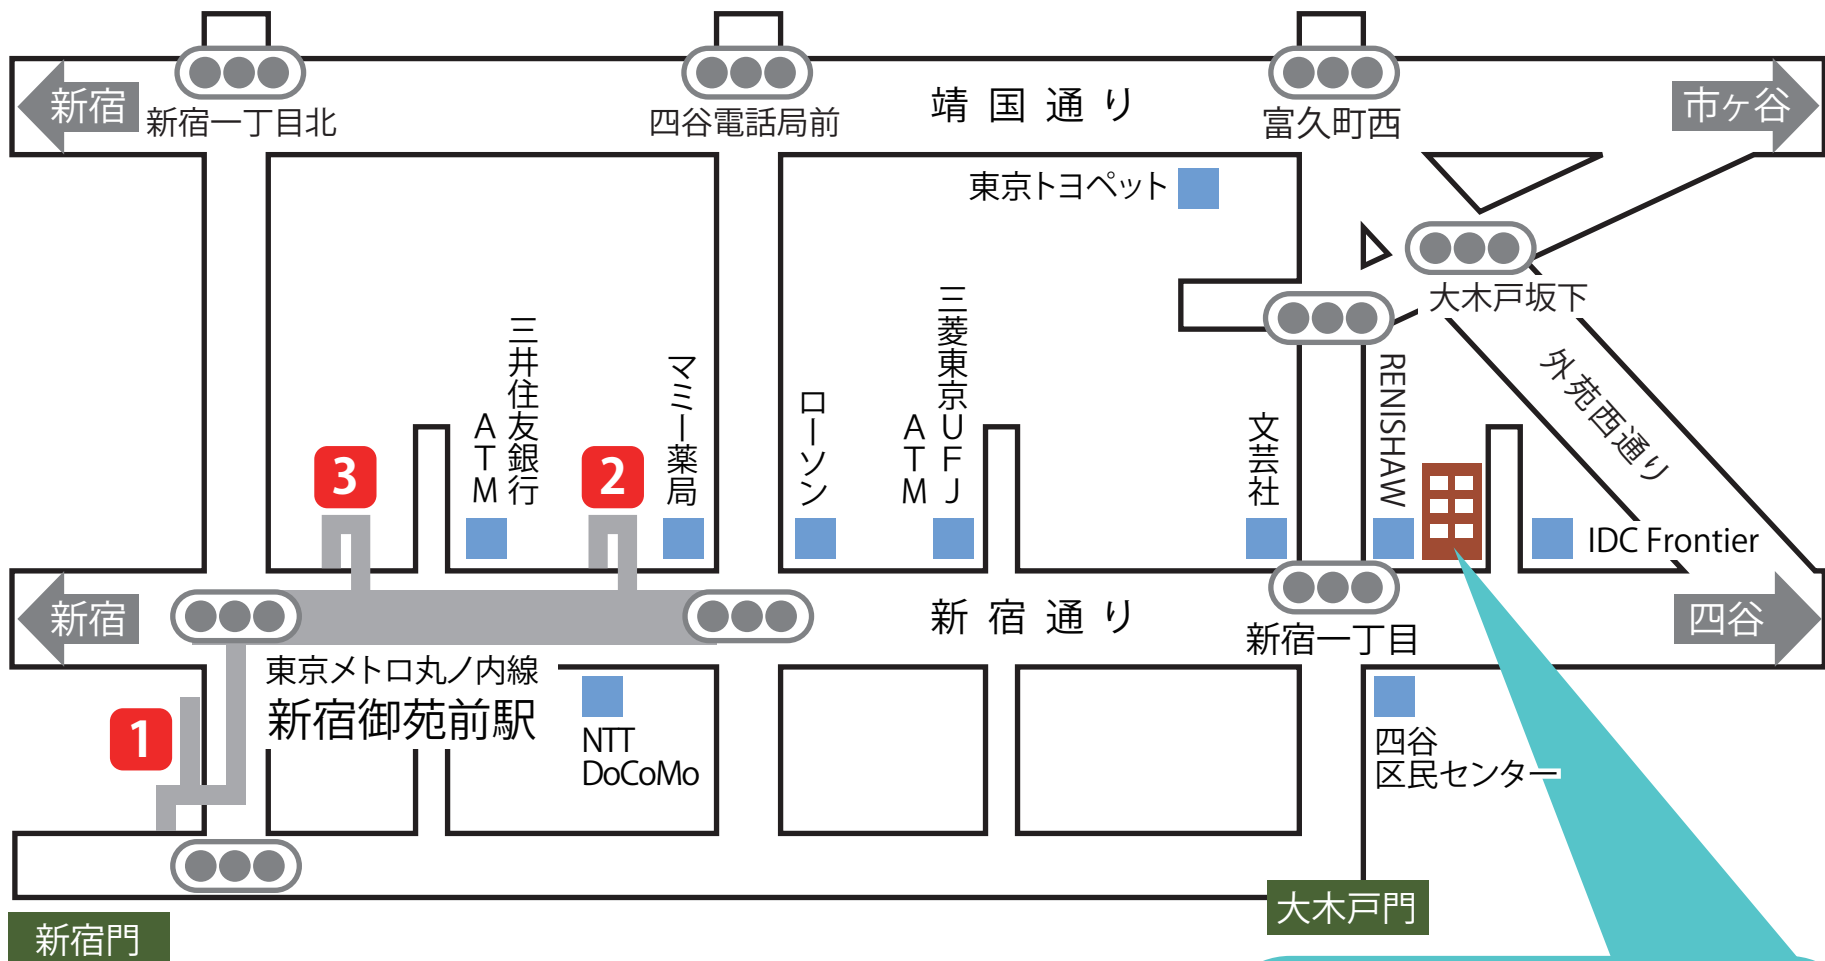 新宿
新宿一丁目北
四谷電話局前
靖国通り
富久町西
市ヶ谷
東京トヨペット
大木戸坂下
外苑西通り
三井住友銀行
ATM
マミー薬局
ローソン
三菱東京UFJ
ATM
文芸社
RENISHAW
IDC Frontier
3
2
新宿
新宿通り
新宿一丁目
四谷
東京メトロ丸ノ内線
新宿御苑前駅
1
NTT
DoCoMo
四谷
区民センター
大木戸門
新宿門